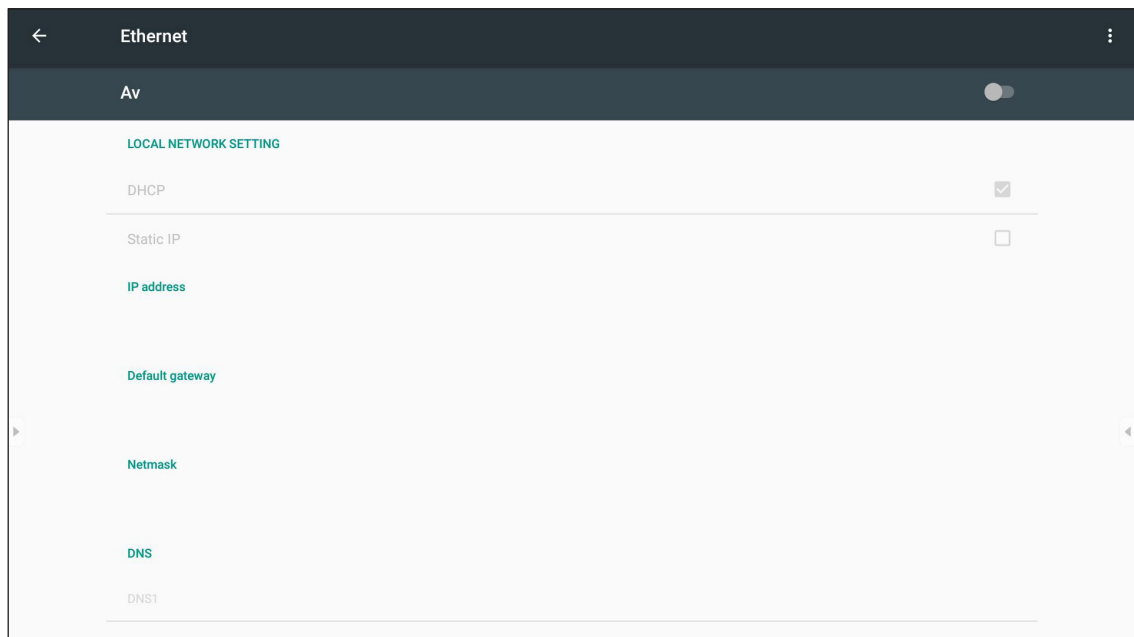 Ethernet
Av
LOCAL NETWORK SETTING
DHCP
Static IP
IP address
Default gateway
Netmask
DNS
DNS1